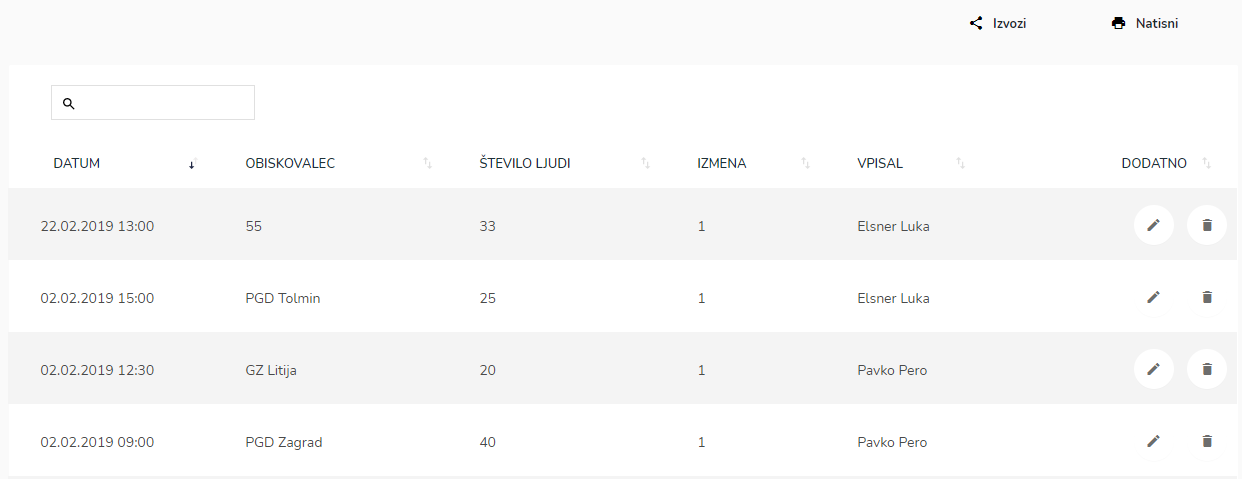 Izvozi Natisni
DATUM OBISKOVALEC ŠTEVILO LJUDI IZMENA VPISAL DODATNO
22.02.2019 13:00 55 33 1 Elsner Luka
02.02.2019 15:00 PGD Tolmin 25 1 Elsner Luka
02.02.2019 12:30 GZ Litija 20 1 Pavko Pero
02.02.2019 09:00 PGD Zagrad 40 1 Pavko Pero